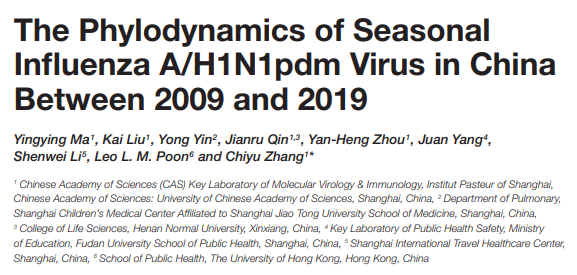 The Phylodynamics of Seasonal
Influenza A/H1N1pdm Virus in China
Between 2009 and 2019
Yingying Ma¹, Kai Liu¹, Yong Yin², Jianru Qin¹,³, Yan-Heng Zhou¹, Juan Yang⁴,
Shenwei Li⁵, Leo L. M. Poon⁶ and Chiyu Zhang¹*
¹ Chinese Academy of Sciences (CAS) Key Laboratory of Molecular Virology & Immunology, Institut Pasteur of Shanghai,
Chinese Academy of Sciences: University of Chinese Academy of Sciences, Shanghai, China, ² Department of Pulmonary,
Shanghai Children's Medical Center Affiliated to Shanghai Jiao Tong University School of Medicine, Shanghai, China,
³ College of Life Sciences, Henan Normal University, Xinxiang, China, ⁴ Key Laboratory of Public Health Safety, Ministry
of Education, Fudan University School of Public Health, Shanghai, China, ⁵ Shanghai International Travel Healthcare Center,
Shanghai, China, ⁶ School of Public Health, The University of Hong Kong, Hong Kong, China